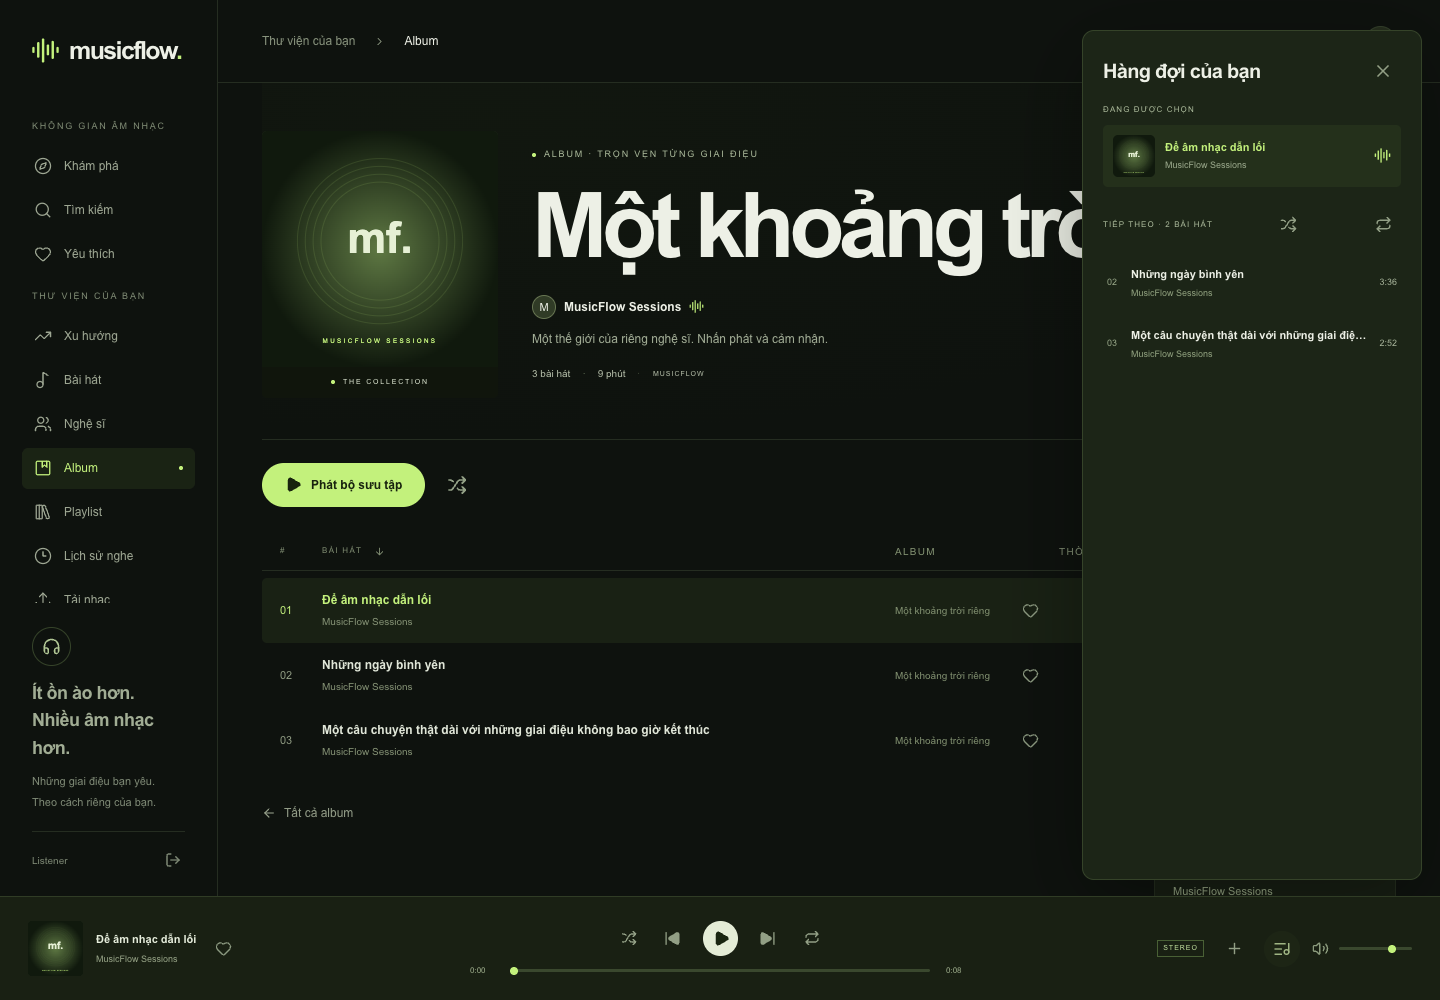 musicflow.
KHÔNG GIAN ÂM NHẠC
Khám phá
Tìm kiếm
Yêu thích
THƯ VIỆN CỦA BẠN
Xu hướng
Bài hát
Nghệ sĩ
Album
Playlist
Lịch sử nghe
Tải nhạc
Ít ồn ào hơn.
Nhiều âm nhạc
hơn.
Những giai điệu bạn yêu.
Theo cách riêng của bạn.
Listener
Thư viện của bạn > Album
mf.
MUSICFLOW SESSIONS
THE COLLECTION
ALBUM · TRỌN VẸN TỪNG GIAI ĐIỆU
Một khoảng trờ
M MusicFlow Sessions
Một thế giới của riêng nghệ sĩ. Nhấn phát và cảm nhận.
3 bài hát · 9 phút · MUSICFLOW
Phát bộ sưu tập
# BÀI HÁT ALBUM THỜ
01 Để âm nhạc dẫn lối Một khoảng trời riêng
MusicFlow Sessions
02 Những ngày bình yên Một khoảng trời riêng
MusicFlow Sessions
03 Một câu chuyện thật dài với những giai điệu không bao giờ kết thúc Một khoảng trời riêng
MusicFlow Sessions
Tất cả album
Hàng đợi của bạn
ĐANG ĐƯỢC CHỌN
mf.
Để âm nhạc dẫn lối
MusicFlow Sessions
TIẾP THEO · 2 BÀI HÁT
02 Những ngày bình yên 3:36
MusicFlow Sessions
03 Một câu chuyện thật dài với những giai điệ... 2:52
MusicFlow Sessions
MusicFlow Sessions
mf.
Để âm nhạc dẫn lối
MusicFlow Sessions
0:00 0:08
STEREO